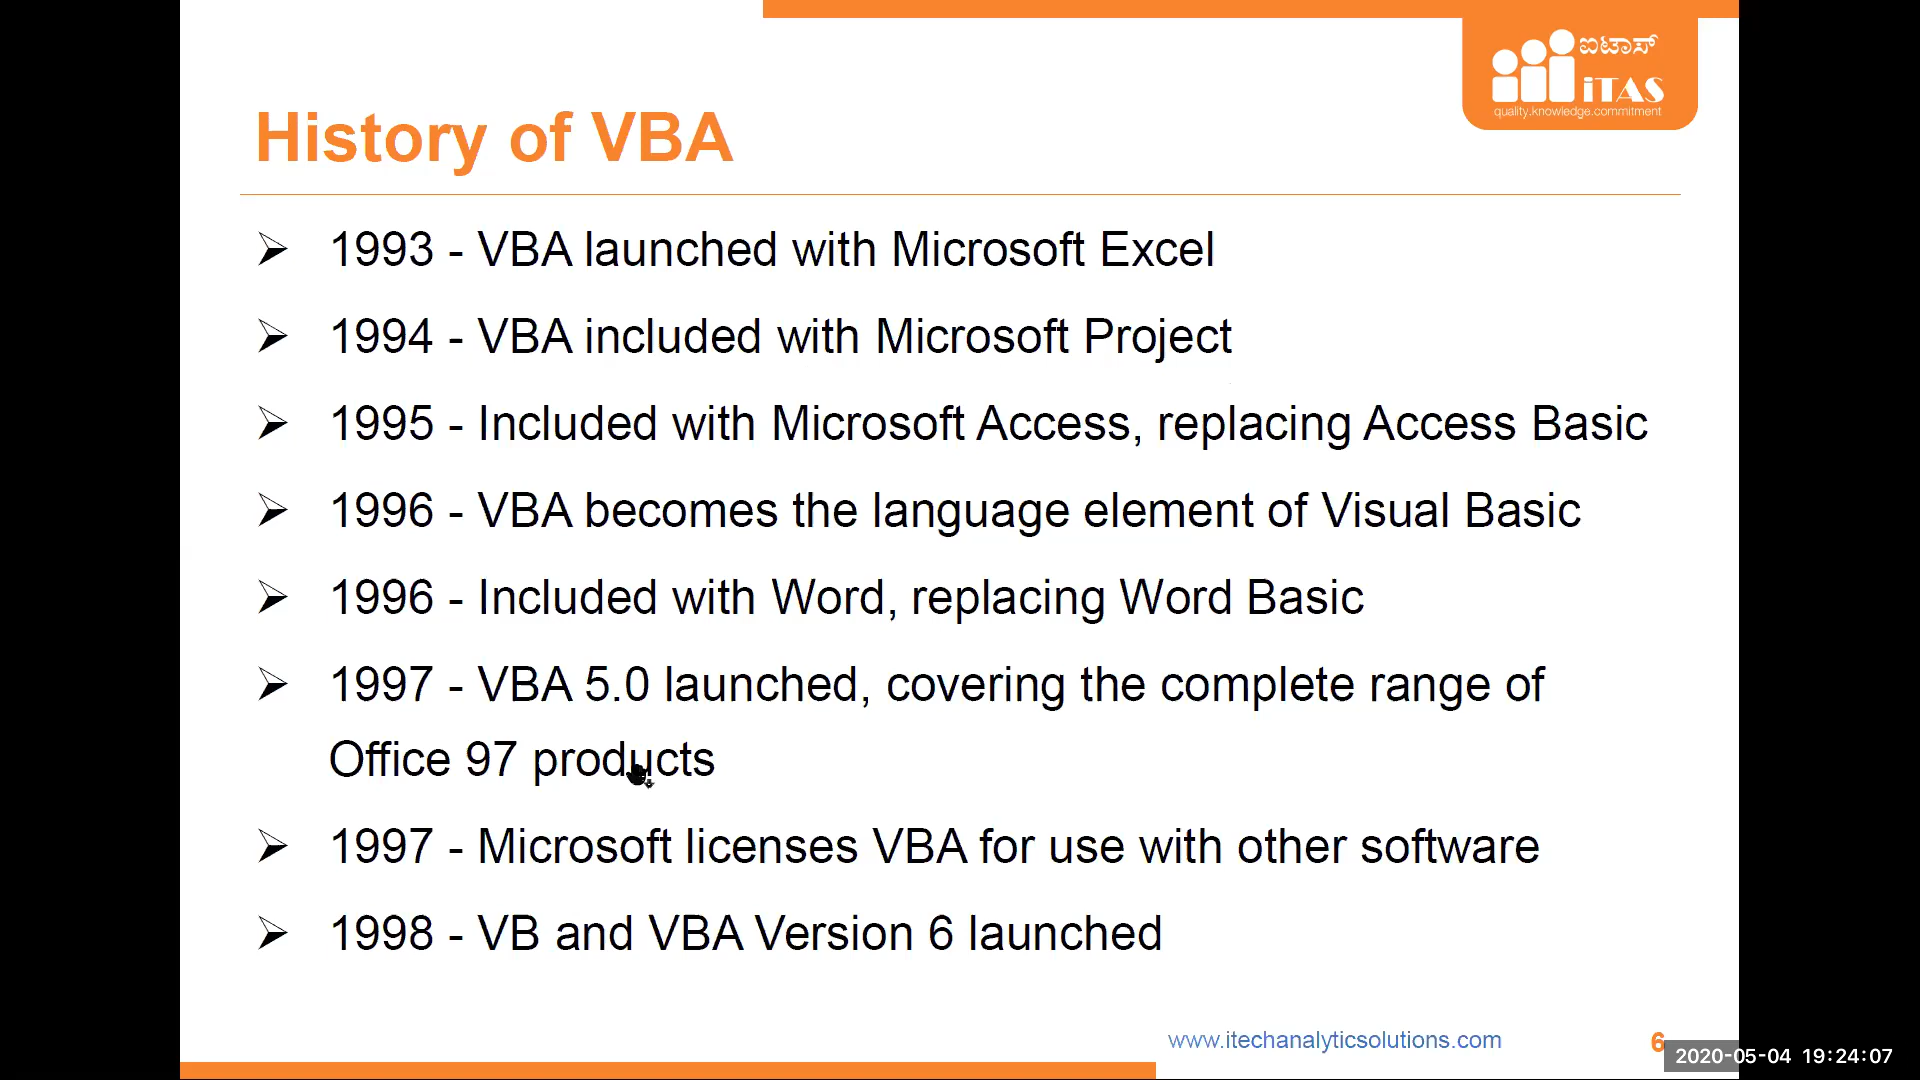 ಐಟಾಸ್
iTAS
quality.knowledge.commitment
History of VBA
1993 - VBA launched with Microsoft Excel
1994 - VBA included with Microsoft Project
1995 - Included with Microsoft Access, replacing Access Basic
1996 - VBA becomes the language element of Visual Basic
1996 - Included with Word, replacing Word Basic
1997 - VBA 5.0 launched, covering the complete range of
Office 97 products
1997 - Microsoft licenses VBA for use with other software
1998 - VB and VBA Version 6 launched
www.itechanalyticsolutions.com
6
2020-05-04 19:24:07